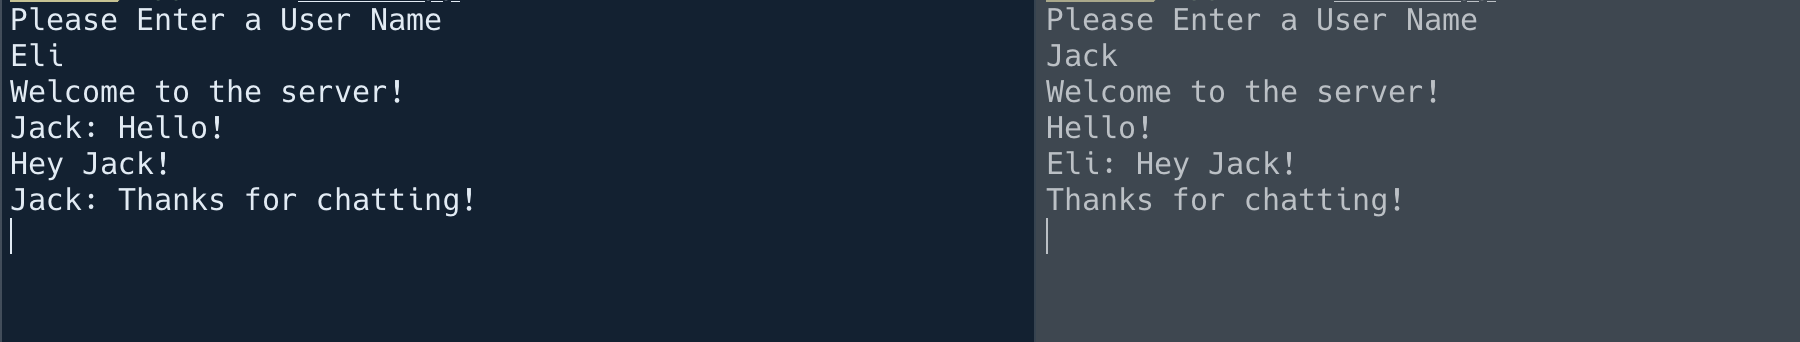 Please Enter a User Name
Eli
Welcome to the server!
Jack: Hello!
Hey Jack!
Jack: Thanks for chatting!
Please Enter a User Name
Jack
Welcome to the server!
Hello!
Eli: Hey Jack!
Thanks for chatting!